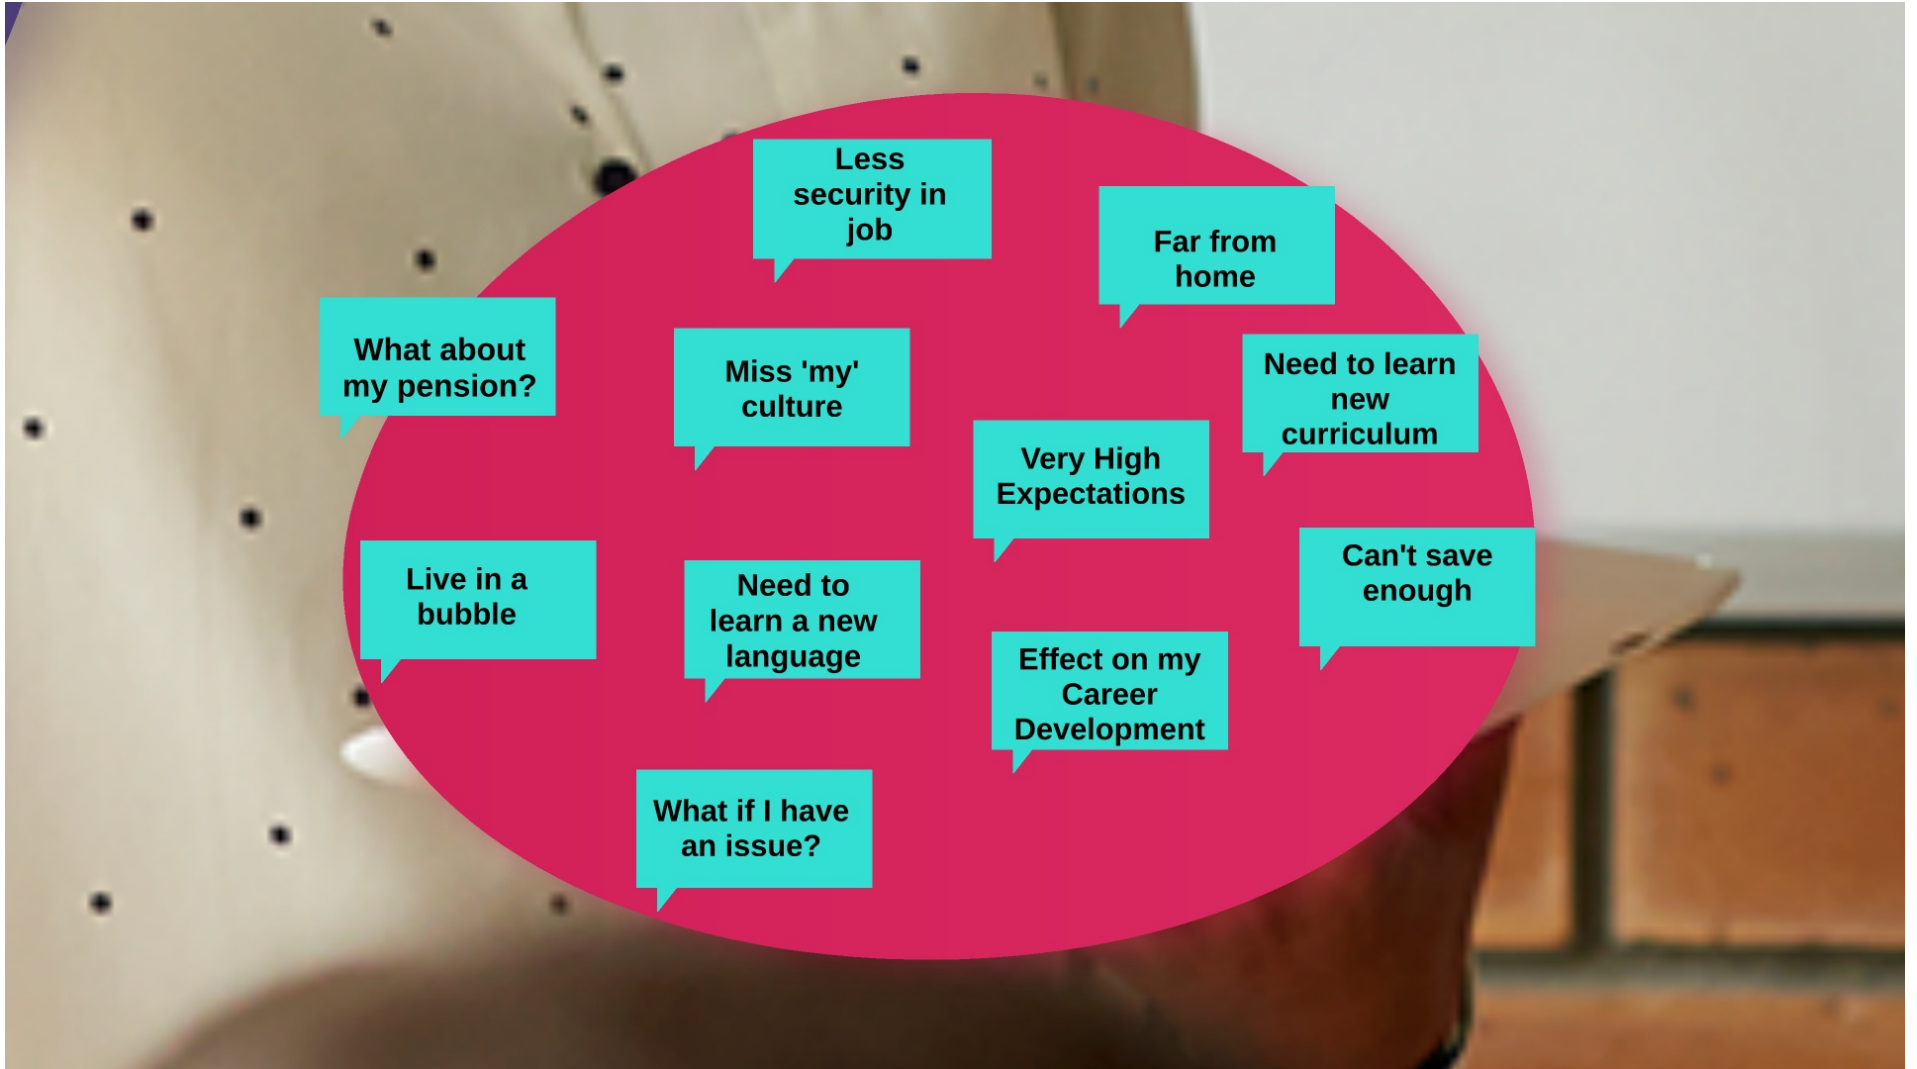 Less
security in
job
Far from
home
What about
my pension?
Miss 'my'
culture
Need to learn
new
curriculum
Very High
Expectations
Live in a
bubble
Need to
learn a new
language
Can't save
enough
Effect on my
Career
Development
What if I have
an issue?